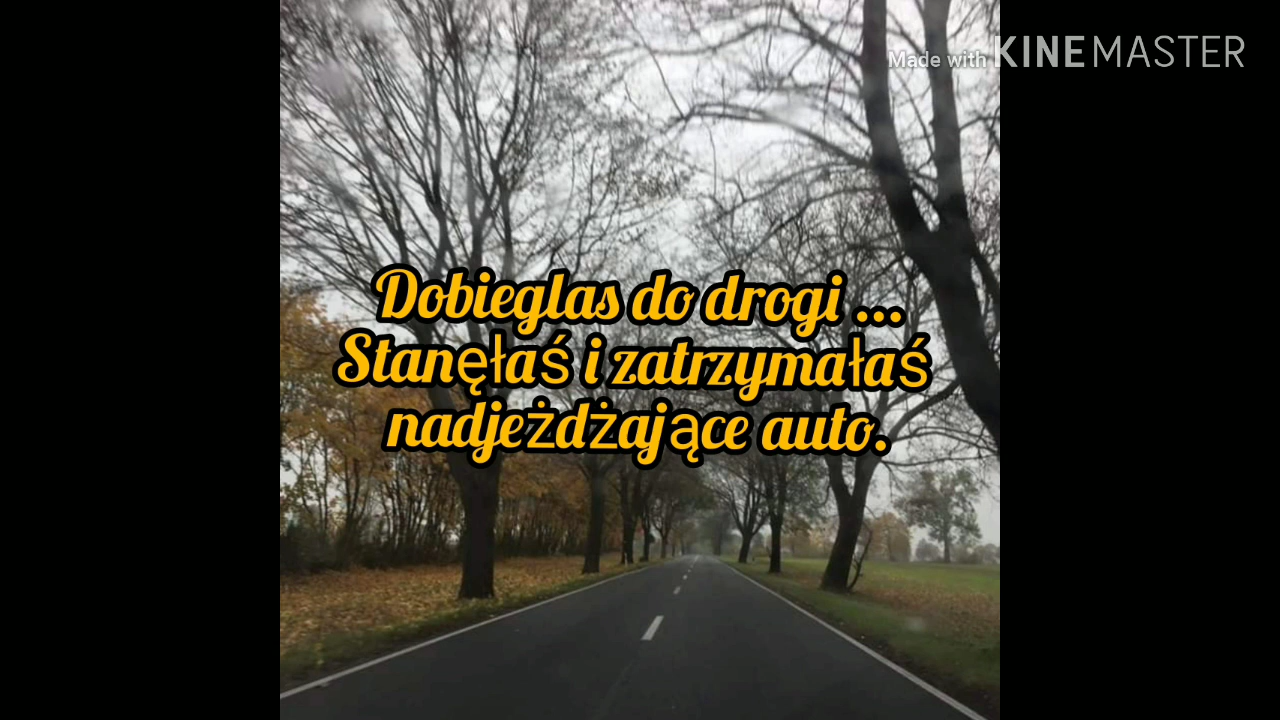 Made with KINEMASTER
Dobieglas do drogi ...
Stanęłaś i zatrzymałaś
nadjeżdżające auto.